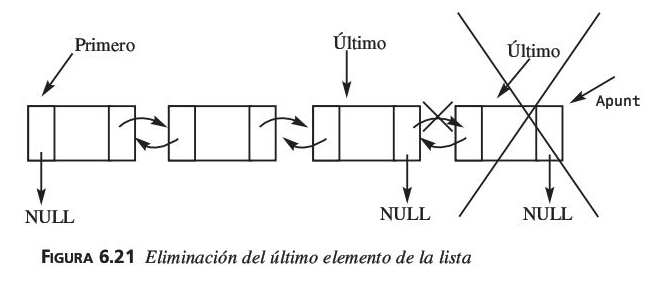 Primero
Último
Último
Apunt
NULL
NULL
NULL
FIGURA 6.21 Eliminación del último elemento de la lista